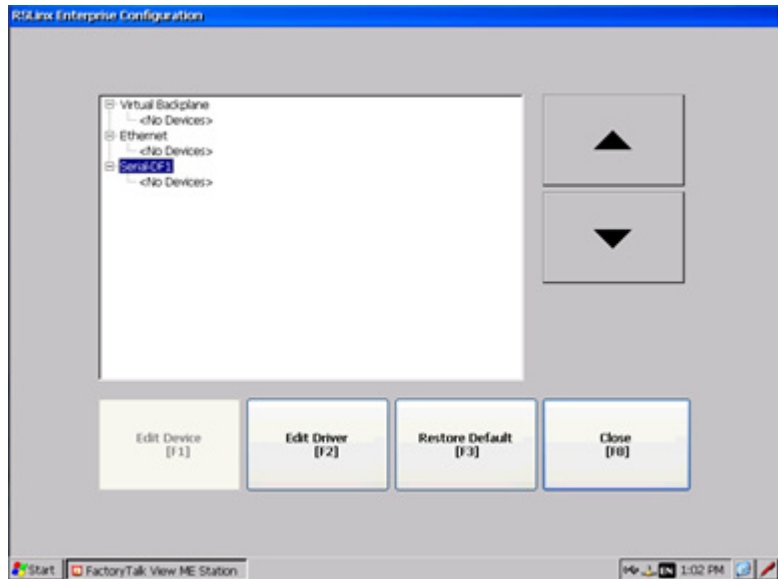 RSLinx Enterprise Configuration
Virtual Backplane
<No Devices>
Ethernet
<No Devices>
Serial-DF1
<No Devices>
Edit Device
[F1]
Edit Driver
[F2]
Restore Default
[F3]
Close
[F8]
Start
FactoryTalk View ME Station
EN
1:02 PM